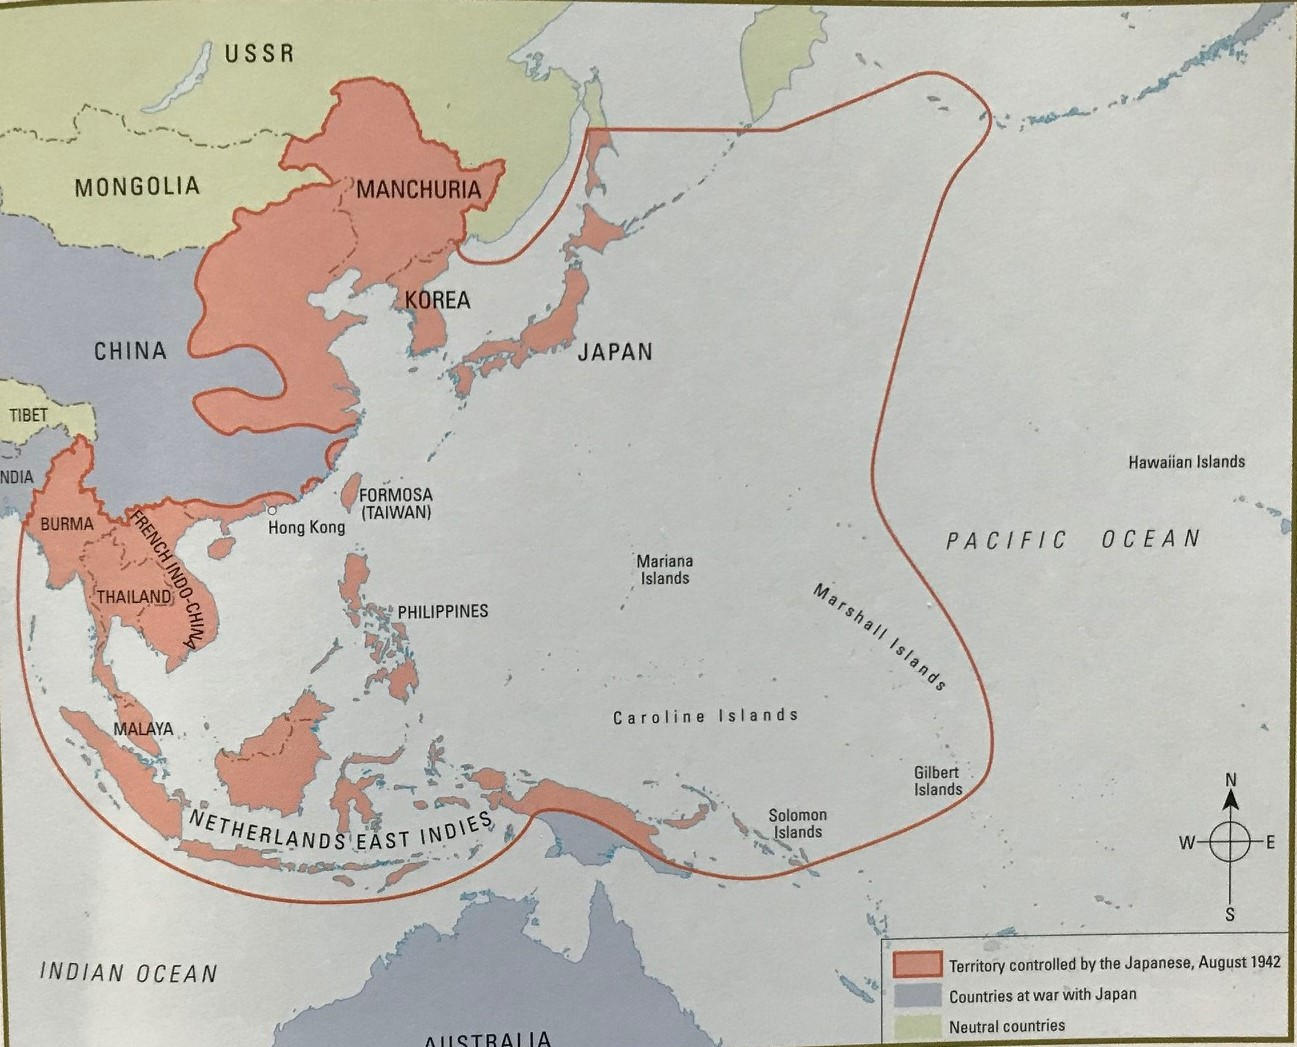 USSR
MONGOLIA
MANCHURIA
KOREA
CHINA
JAPAN
TIBET
NDIA
BURMA
FRENCH INDO-CHINA
Hong Kong
FORMOSA
(TAIWAN)
Hawaiian Islands
PACIFIC OCEAN
THAILAND
Mariana
Islands
PHILIPPINES
Marshall Islands
MALAYA
Caroline Islands
Gilbert
Islands
Solomon
Islands
NETHERLANDS EAST INDIES
N
W
E
S
INDIAN OCEAN
AUSTRALIA
Territory controlled by the Japanese, August 1942
Countries at war with Japan
Neutral countries